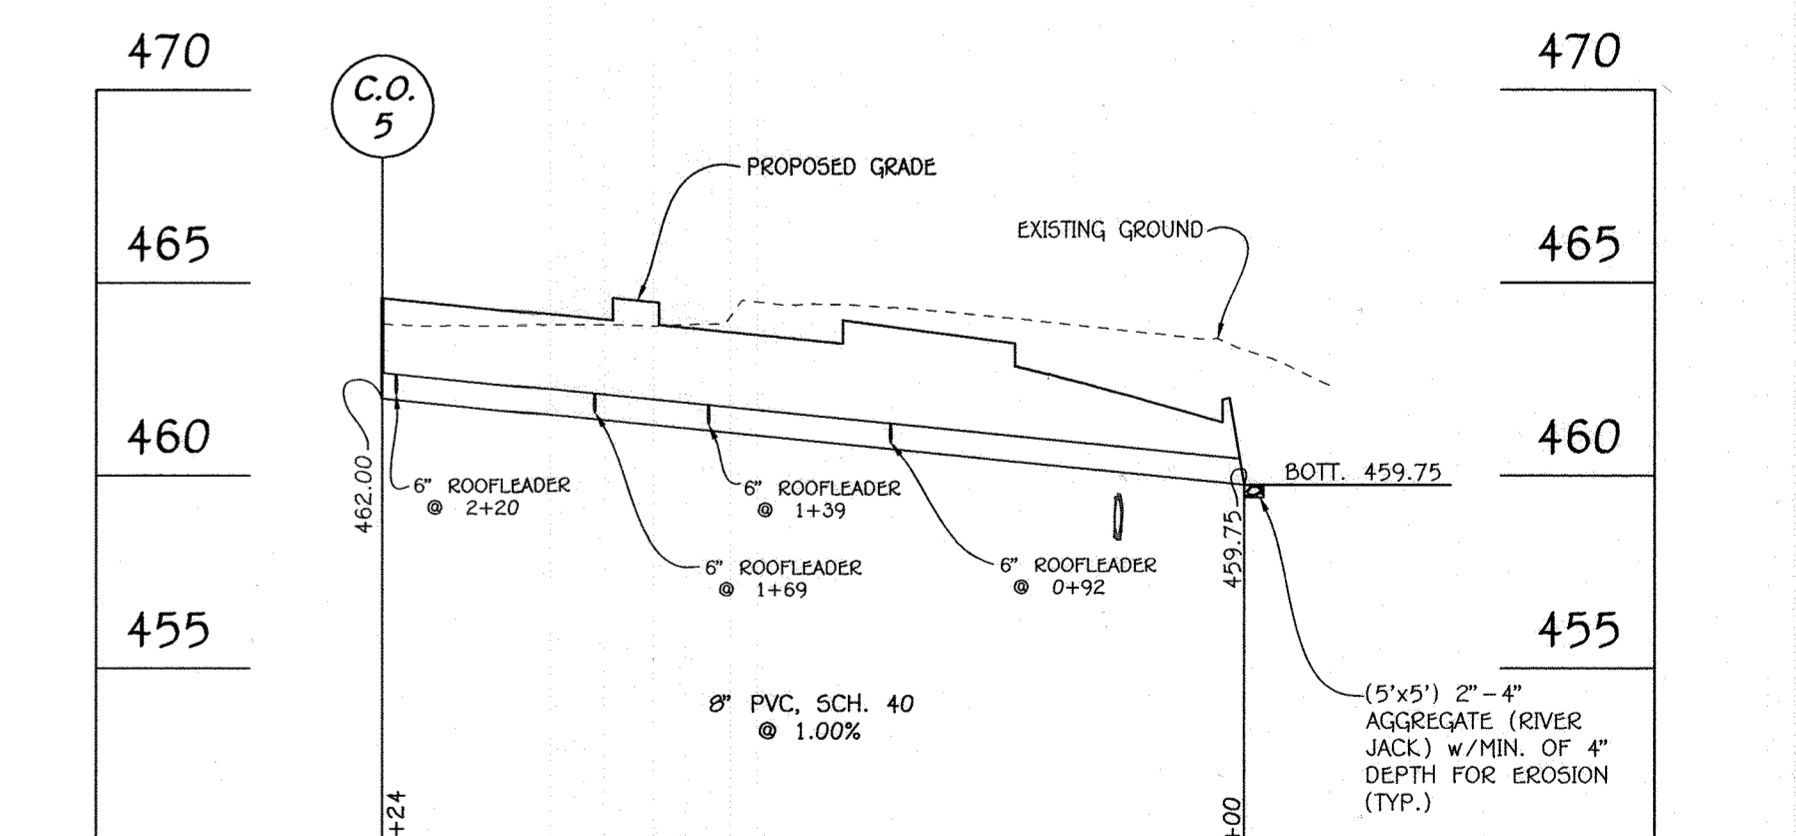 470
470
C.O.
5
PROPOSED GRADE
EXISTING GROUND
465
465
460
460
BOTT. 459.75
462.00
6" ROOFLEADER
@ 2+20
6" ROOFLEADER
@ 1+39
459.75
6" ROOFLEADER
@ 1+69
6" ROOFLEADER
@ 0+92
455
455
8" PVC, SCH. 40
@ 1.00%
(5'x5') 2"-4"
AGGREGATE (RIVER
JACK) W/MIN. OF 4"
DEPTH FOR EROSION
(TYP.)
+24
+00